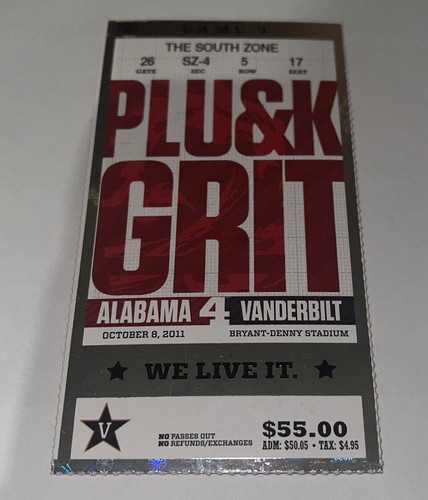 GAME 4
THE SOUTH ZONE
26 SZ-4 5 17
GATE SEC ROW SEAT
PLU&K
GRIT
ALABAMA 4 VANDERBILT
OCTOBER 8, 2011 BRYANT-DENNY STADIUM
★ WE LIVE IT. ★
V
NO PASSES OUT
NO REFUNDS/EXCHANGES
$55.00
ADM: $50.05 • TAX: $4.95